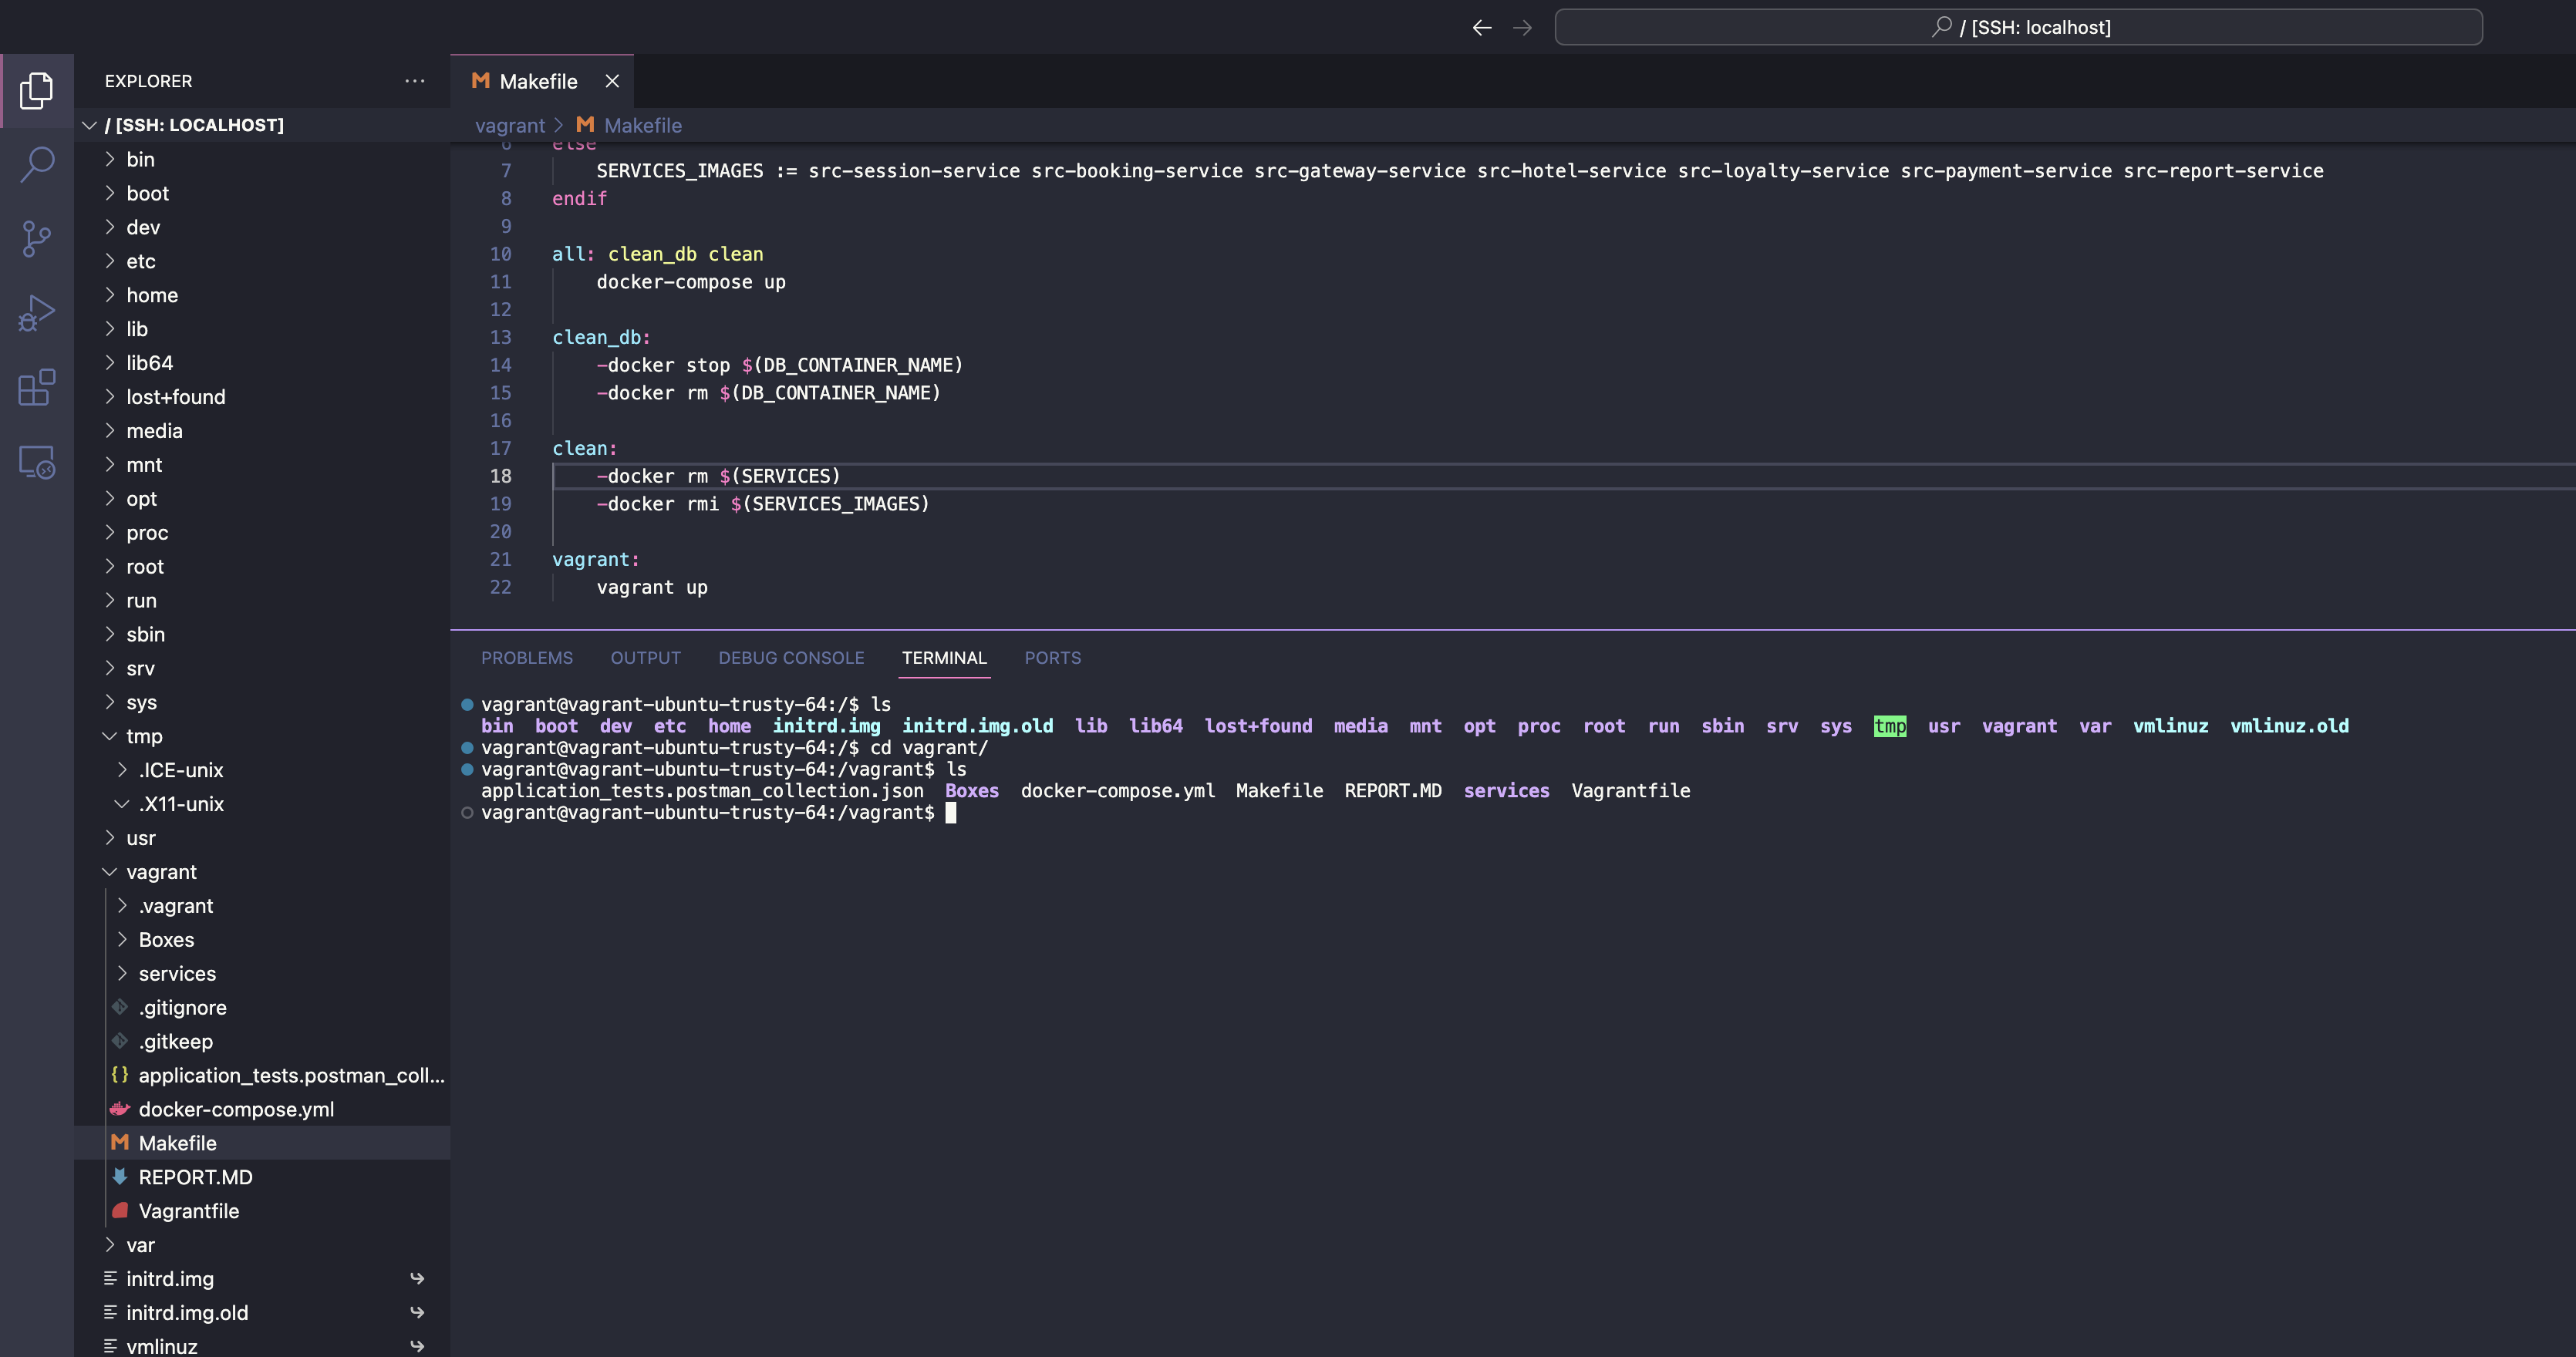 / [SSH: localhost]
EXPLORER
Makefile
/ [SSH: LOCALHOST]
bin
boot
dev
etc
home
lib
lib64
lost+found
media
mnt
opt
proc
root
run
sbin
srv
sys
tmp
.ICE-unix
.X11-unix
usr
vagrant
.vagrant
Boxes
services
.gitignore
.gitkeep
application_tests.postman_coll...
docker-compose.yml
Makefile
REPORT.MD
Vagrantfile
var
initrd.img
initrd.img.old
vmlinuz
vagrant > Makefile
6 else
7 SERVICES_IMAGES := src-session-service src-booking-service src-gateway-service src-hotel-service src-loyalty-service src-payment-service src-report-service
8 endif
9
10 all: clean_db clean
11 docker-compose up
12
13 clean_db:
14 -docker stop $(DB_CONTAINER_NAME)
15 -docker rm $(DB_CONTAINER_NAME)
16
17 clean:
18 -docker rm $(SERVICES)
19 -docker rmi $(SERVICES_IMAGES)
20
21 vagrant:
22 vagrant up
PROBLEMS OUTPUT DEBUG CONSOLE TERMINAL PORTS
vagrant@vagrant-ubuntu-trusty-64:/$ ls
bin boot dev etc home initrd.img initrd.img.old lib lib64 lost+found media mnt opt proc root run sbin srv sys tmp usr vagrant var vmlinuz vmlinuz.old
vagrant@vagrant-ubuntu-trusty-64:/$ cd vagrant/
vagrant@vagrant-ubuntu-trusty-64:/vagrant$ ls
application_tests.postman_collection.json Boxes docker-compose.yml Makefile REPORT.MD services Vagrantfile
vagrant@vagrant-ubuntu-trusty-64:/vagrant$